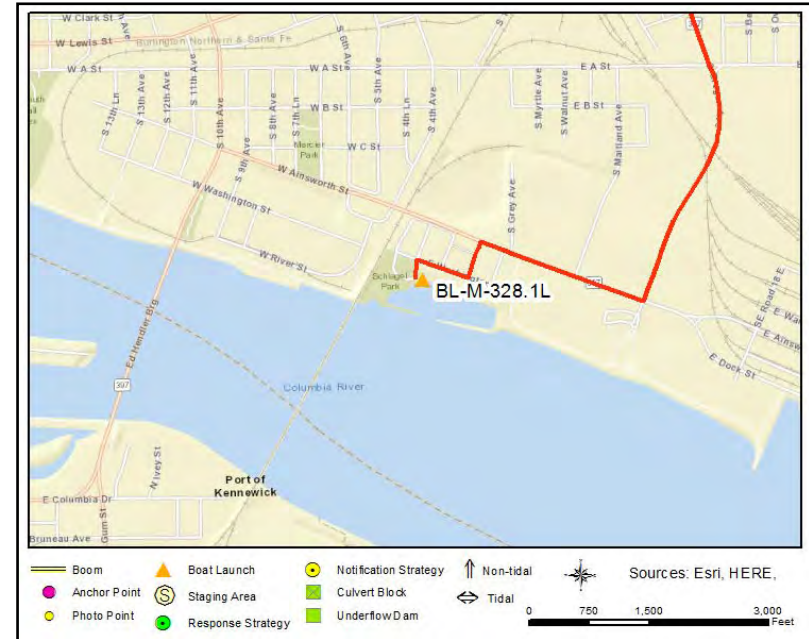 W Clark St
W Lewis St
Burlington Northern & Santa Fe
W A St
W A St
E A St
S 13th Ln
S 13th Ave
S 12th Ave
S 11th Ave
S 10th Ave
S 9th Ave
S 8th Ave
S 7th Ln
S 6th Ave
S 5th Ave
S 4th Ln
S 4th Ave
W B St
W C St
E B St
S Myrtle Ave
S Walnut Ave
S Maitland Ave
S Grey Ave
W Ainsworth St
W Washington St
W River St
Schlagel
Park
BL-M-328.1L
397
SE Road 18 E
E Dock St
Ed Hendler Brg
397
Columbia River
N Ivey St
Port of
Kennewick
E Columbia Dr
Gum St
Bruneau Ave
Boom
Boat Launch
Notification Strategy
Non-tidal
Sources: Esri, HERE,
Anchor Point
S
Staging Area
Culvert Block
Tidal
Photo Point
Response Strategy
Underflow Dam
0 750 1,500 3,000
Feet